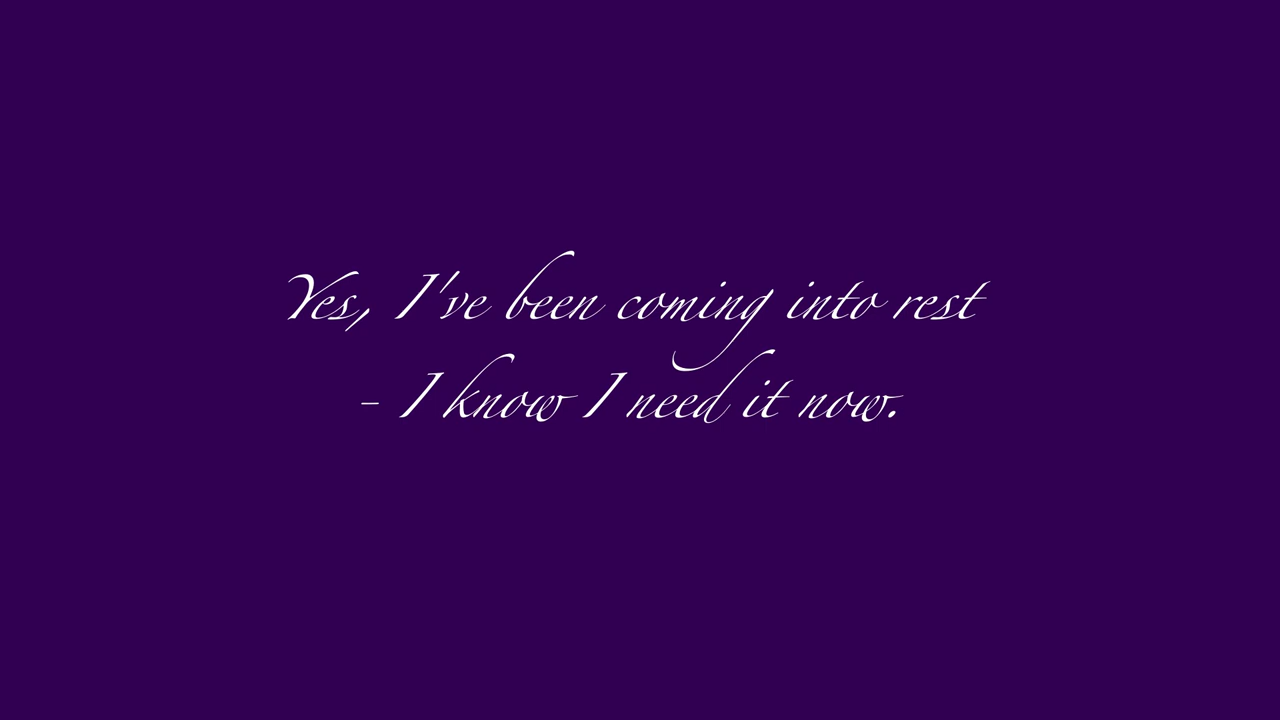 Yes, I've been coming into rest
- I know I need it now.